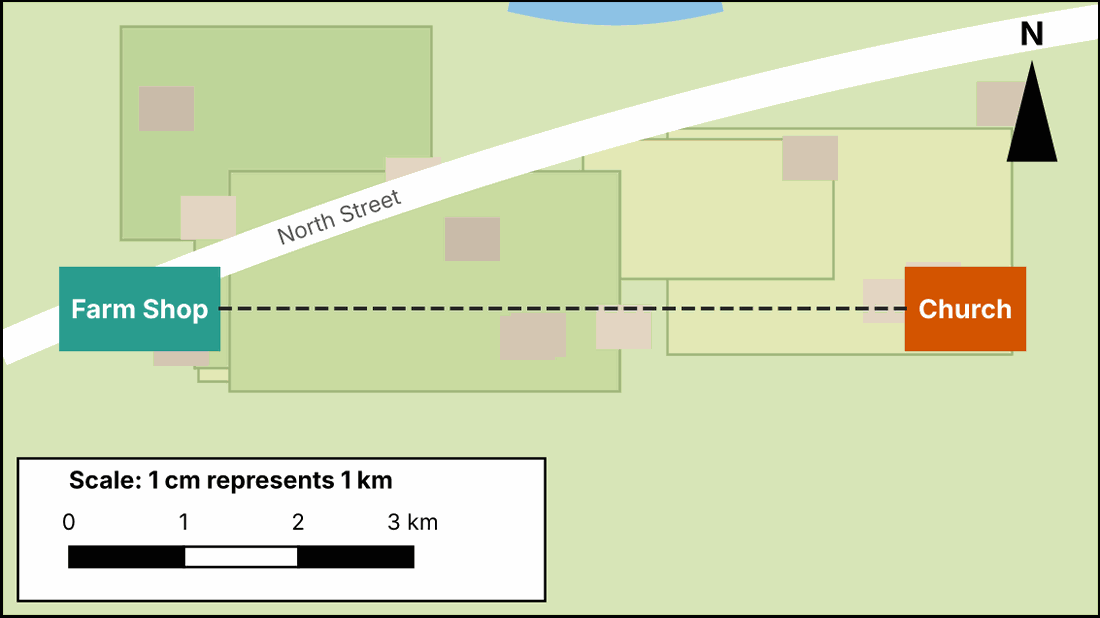 N
North Street
Farm Shop
Church
Scale: 1 cm represents 1 km
0 1 2 3 km